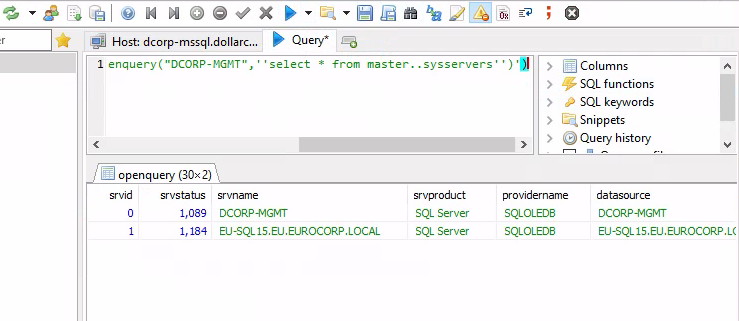 er
Host: dcorp-mssql.dollarc...
Query*
1 enquery("DCORP-MGMT",''select * from master..sysservers'')')
Columns
SQL functions
SQL keywords
Snippets
Query history
openquery (30×2)
srvid srvstatus srvname srvproduct providername datasource
0 1,089 DCORP-MGMT SQL Server SQLOLEDB DCORP-MGMT
1 1,184 EU-SQL15.EU.EUROCORP.LOCAL SQL Server SQLOLEDB EU-SQL15.EU.EUROCORP.LOC